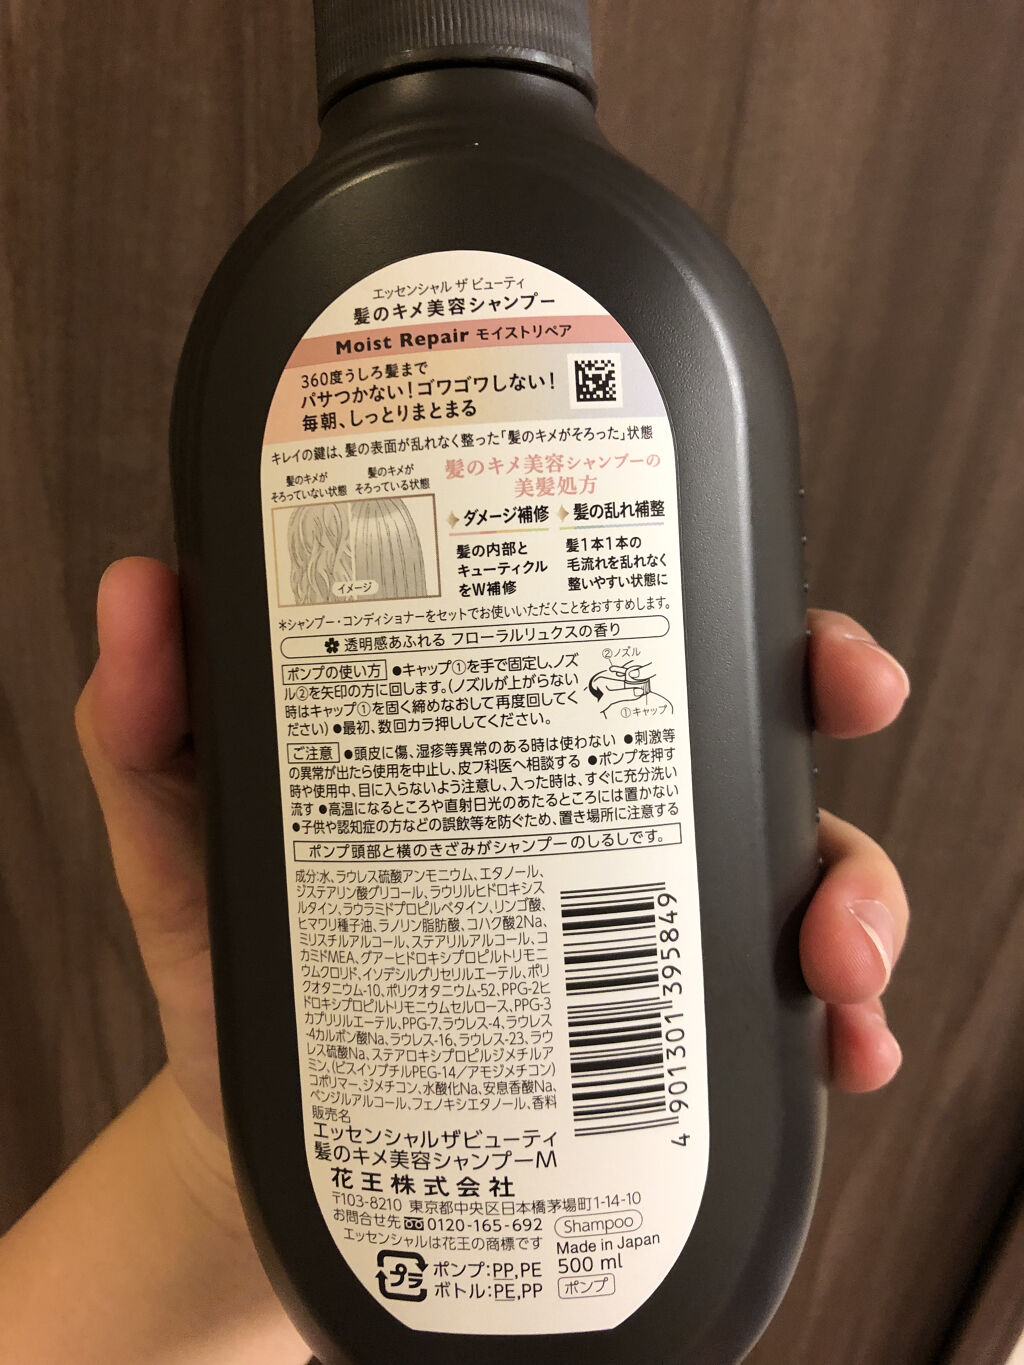 エッセンシャル ザ ビューティ
髪のキメ美容シャンプー
Moist Repair モイストリペア
360度うしろ髪まで
パサつかない!ゴワゴワしない!
毎朝、しっとりまとまる
キレイの鍵は、髪の表面が乱れなく整った「髪のキメがそろった」状態
髪のキメが
そろっていない状態
髪のキメが
そろっている状態
イメージ
髪のキメ美容シャンプーの
美髪処方
ダメージ補修
髪の内部と
キューティクル
をW補修
髪の乱れ補整
髪1本1本の
毛流れを乱れなく
整いやすい状態に
*シャンプー・コンディショナーをセットでお使いいただくことをおすすめします。
透明感あふれる フローラルリュクスの香り
ポンプの使い方 ●キャップ①を手で固定し、ノズ
ル②を矢印の方に回します。(ノズルが上がらない
時はキャップ①を固く締めなおして再度回してく
ださい) ●最初、数回カラ押ししてください。
②ノズル
①キャップ
ご注意 ●頭皮に傷、湿疹等異常のある時は使わない ●刺激等
の異常が出たら使用を中止し、皮フ科医へ相談する ●ポンプを押す
時や使用中、目に入らないよう注意し、入った時は、すぐに充分洗い
流す ●高温になるところや直射日光のあたるところには置かない
●子供や認知症の方などの誤飲等を防ぐため、置き場所に注意する
ポンプ頭部と横のきざみがシャンプーのしるしです。
成分:水、ラウレス硫酸アンモニウム、エタノール、
ジステアリン酸グリコール、ラウリルヒドロキシス
ルタイン、ラウラミドプロピルベタイン、リンゴ酸、
ヒマワリ種子油、ラノリン脂肪酸、コハク酸2Na、
ミリスチルアルコール、ステアリルアルコール、コ
カミドMEA、グアーヒドロキシプロピルトリモニ
ウムクロリド、イソデシルグリセリルエーテル、ポリ
クオタニウム-10、ポリクオタニウム-52、PPG-2ヒ
ドロキシプロピルトリモニウムセルロース、PPG-3
カプリリルエーテル、PPG-7、ラウレス-4、ラウレス
-4カルボン酸Na、ラウレス-16、ラウレス-23、ラウ
レス硫酸Na、ステアロキシプロピルジメチルア
ミン、(ビスイソブチルPEG-14/アモジメチコン)
コポリマー、ジメチコン、水酸化Na、安息香酸Na、
ベンジルアルコール、フェノキシエタノール、香料
4 901301 395849
販売名
エッセンシャルザビューティ
髪のキメ美容シャンプーM
花王株式会社
〒103-8210 東京都中央区日本橋茅場町1-14-10
お問合せ先 0120-165-692
エッセンシャルは花王の商標です
Shampoo
Made in Japan
500 ml
ポンプ
プラ
ポンプ:PP,PE
ボトル:PE,PP